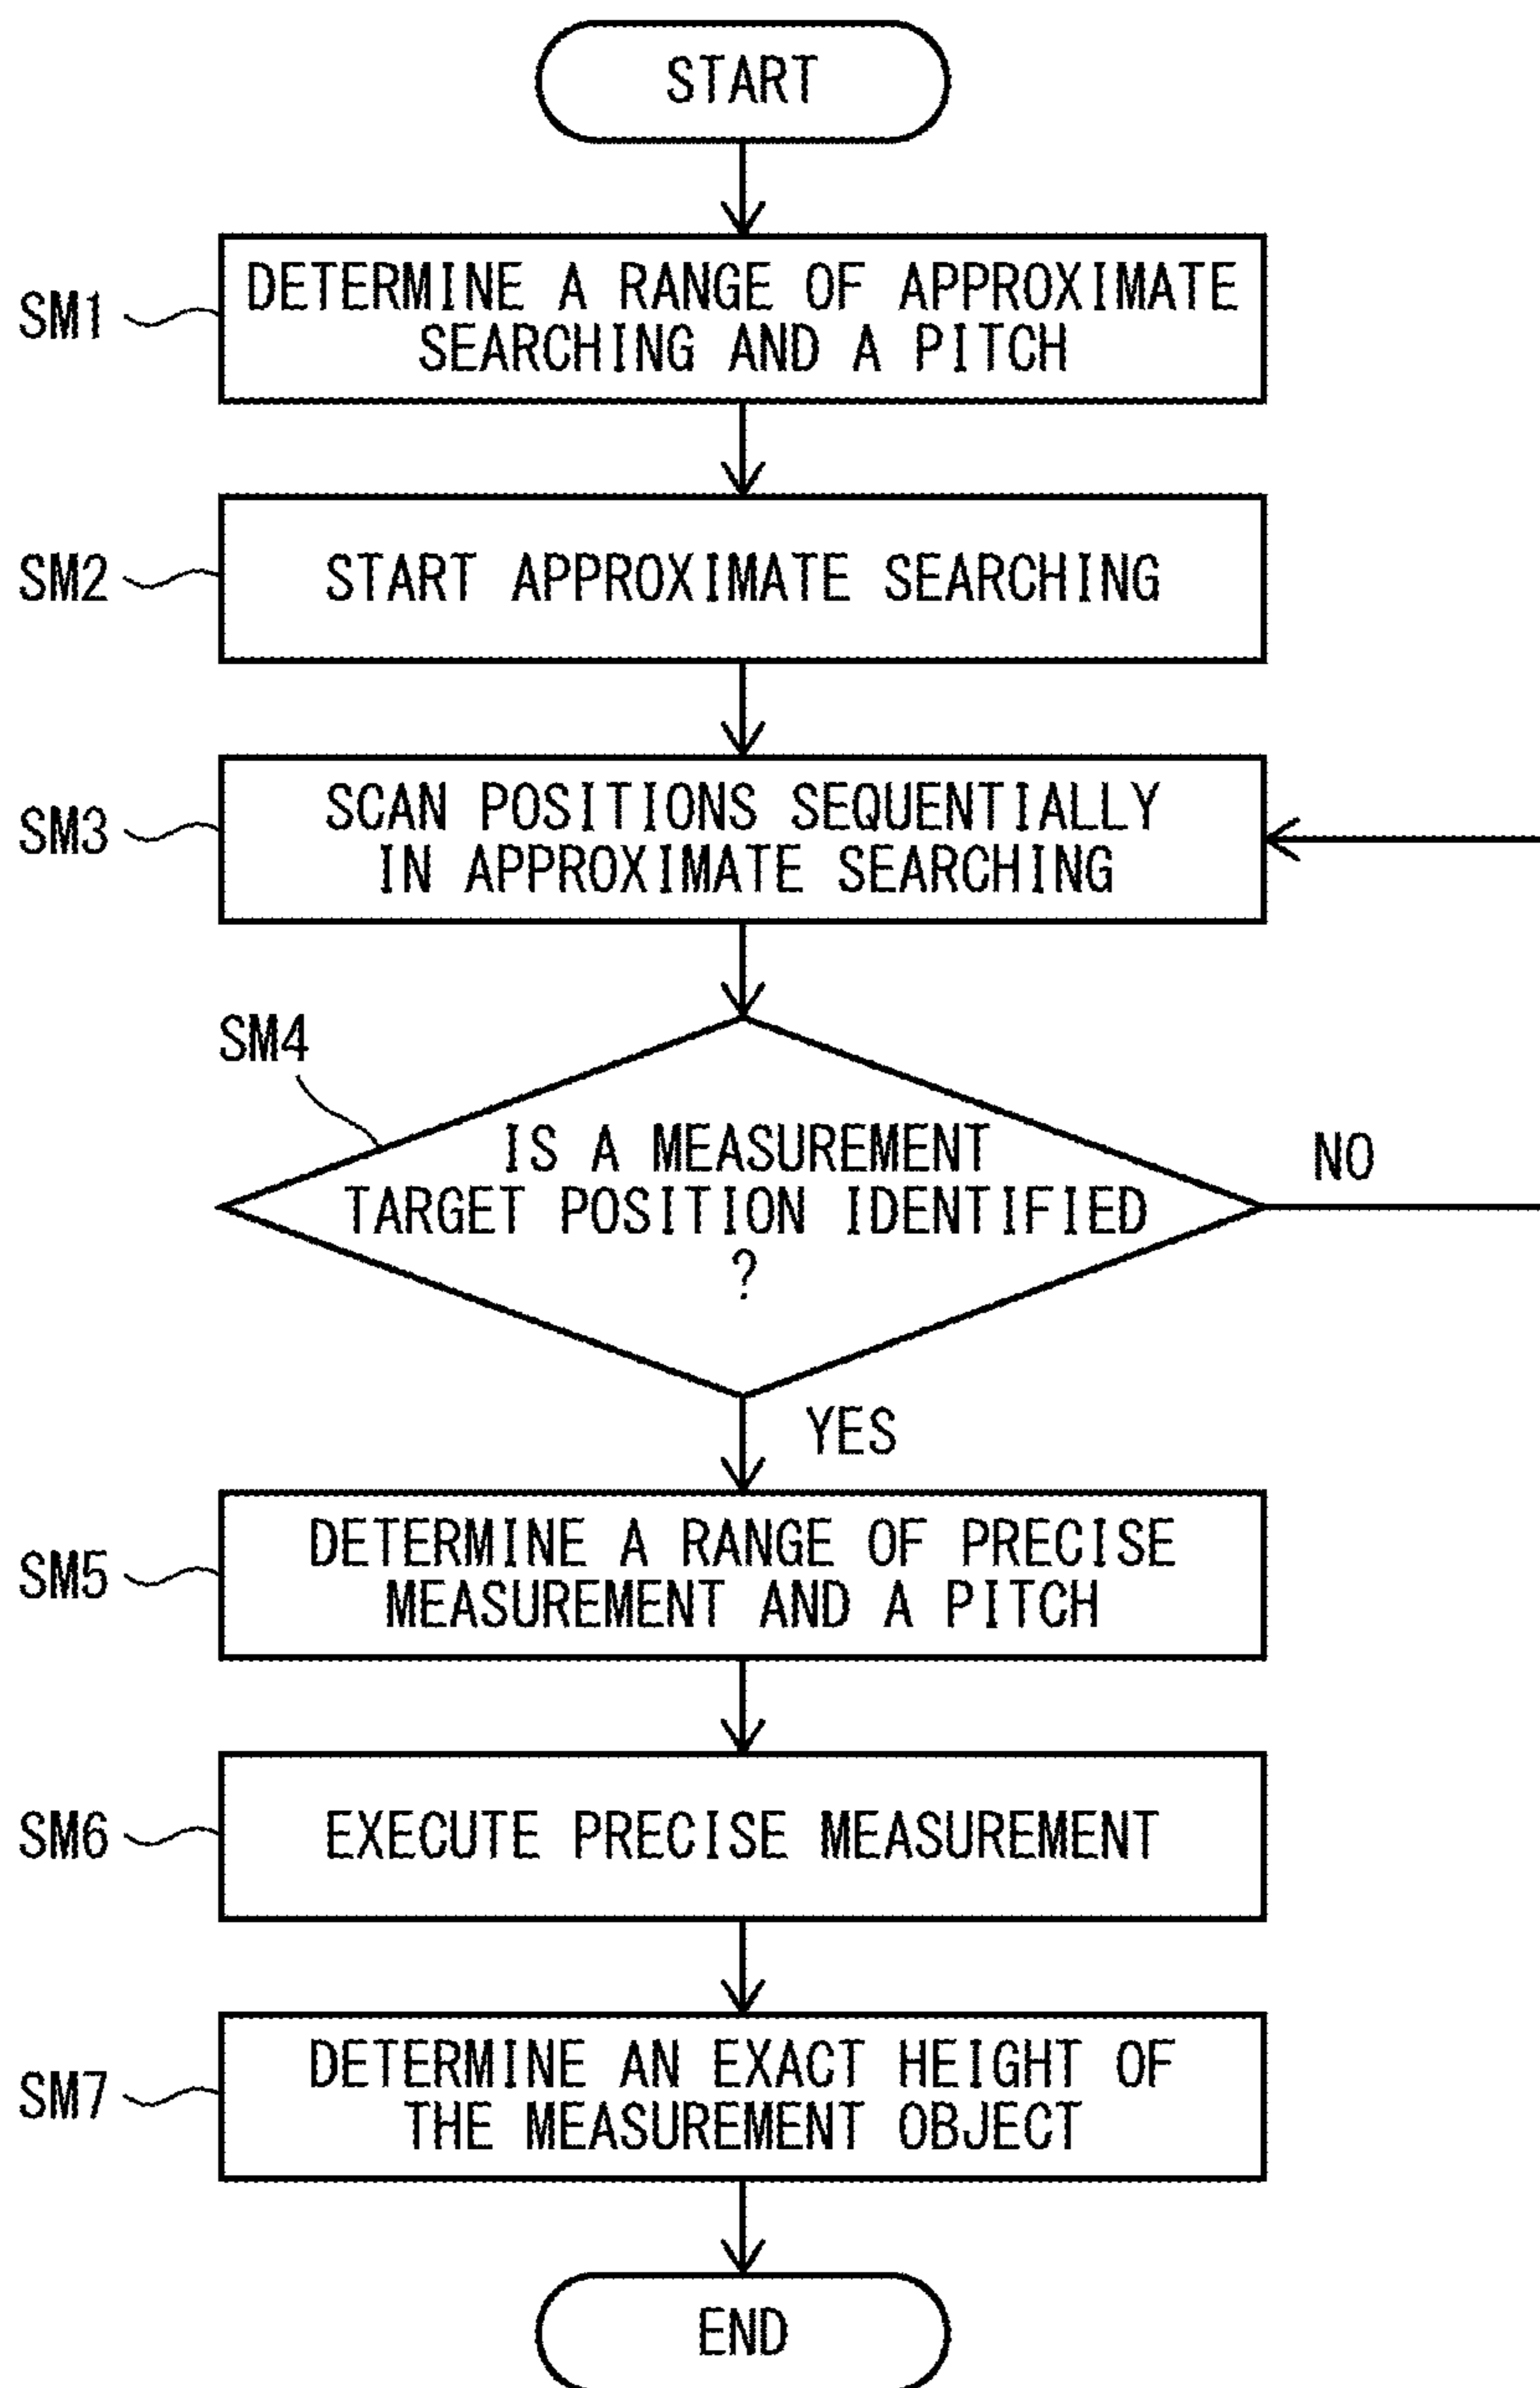 START
SM1
DETERMINE A RANGE OF APPROXIMATE
SEARCHING AND A PITCH
SM2
START APPROXIMATE SEARCHING
SM3
SCAN POSITIONS SEQUENTIALLY
IN APPROXIMATE SEARCHING
SM4
IS A MEASUREMENT
TARGET POSITION IDENTIFIED
?
NO
YES
SM5
DETERMINE A RANGE OF PRECISE
MEASUREMENT AND A PITCH
SM6
EXECUTE PRECISE MEASUREMENT
SM7
DETERMINE AN EXACT HEIGHT OF
THE MEASUREMENT OBJECT
END